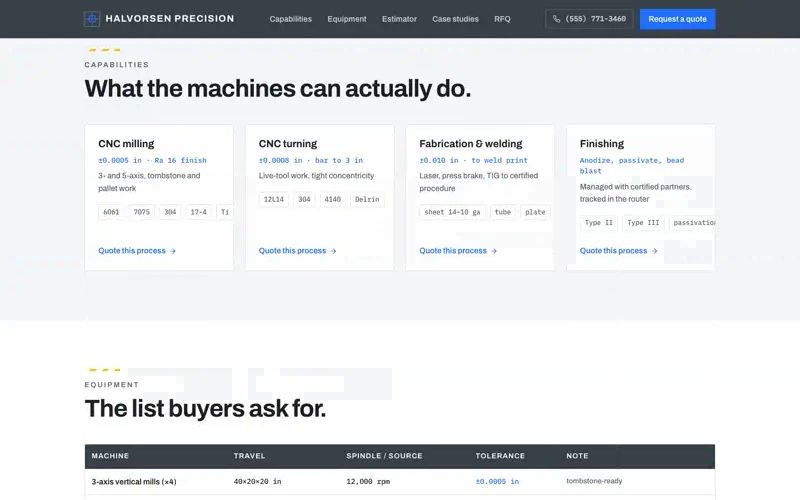 HALVORSEN PRECISION
Capabilities
Equipment
Estimator
Case studies
RFQ
(555) 771-3460
Request a quote
CAPABILITIES
What the machines can actually do.
CNC milling
±0.0005 in · Ra 16 finish
3- and 5-axis, tombstone and
pallet work
6061 7075 304 17-4 Ti
Quote this process →
CNC turning
±0.0008 in · bar to 3 in
Live-tool work, tight concentricity
12L14 304 4140 Delrin
Quote this process →
Fabrication & welding
±0.010 in · to weld print
Laser, press brake, TIG to certified
procedure
sheet 14–10 ga tube plate
Quote this process →
Finishing
Anodize, passivate, bead
blast
Managed with certified partners,
tracked in the router
Type II Type III passivation
Quote this process →
EQUIPMENT
The list buyers ask for.
MACHINE TRAVEL SPINDLE / SOURCE TOLERANCE NOTE
3-axis vertical mills (×4) 40×20×20 in 12,000 rpm ±0.0005 in tombstone-ready